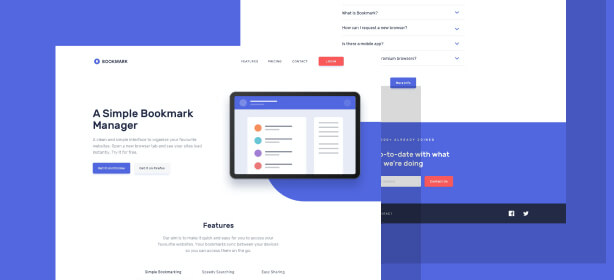 BOOKMARK
FEATURES PRICING CONTACT LOGIN
A Simple Bookmark
Manager
A clean and simple interface to organize your favourite
websites. Open a new browser tab and see your sites load
instantly. Try it for free.
Get it on Chrome Get it on Firefox
Features
Our aim is to make it quick and easy for you to access your
favourite websites. Your bookmarks sync between your devices
so you can access them on the go.
Simple Bookmarking Speedy Searching Easy Sharing
What is Bookmark?
How can I request a new browser?
Is there a mobile app?
hromium browsers?
More Info
ALREADY JOINED
o-to-date with what
we're doing
Contact Us